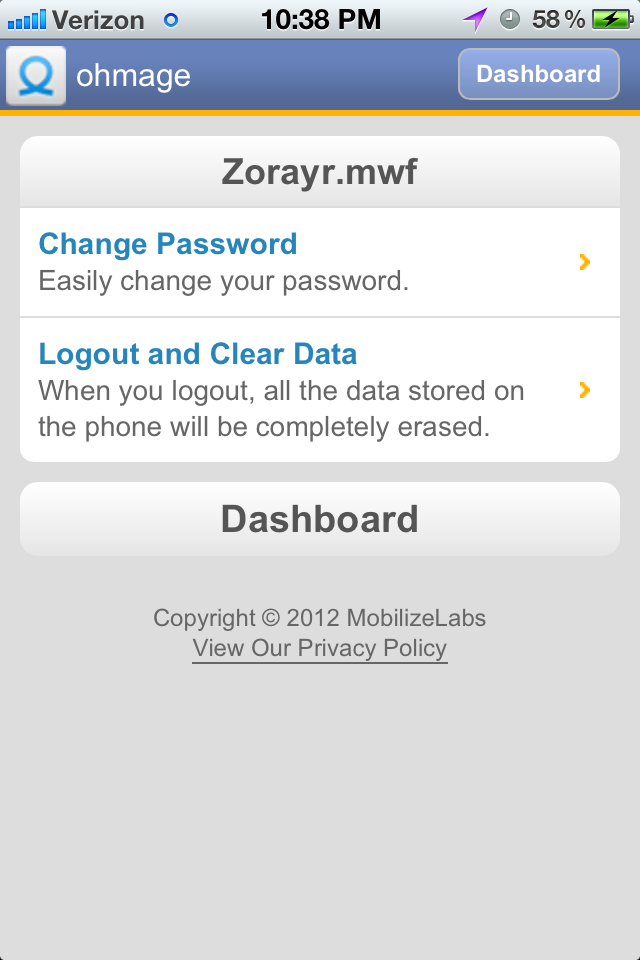 Verizon 10:38 PM 58%
ohmage Dashboard
Zorayr.mwf
Change Password
Easily change your password.
Logout and Clear Data
When you logout, all the data stored on
the phone will be completely erased.
Dashboard
Copyright © 2012 MobilizeLabs
View Our Privacy Policy